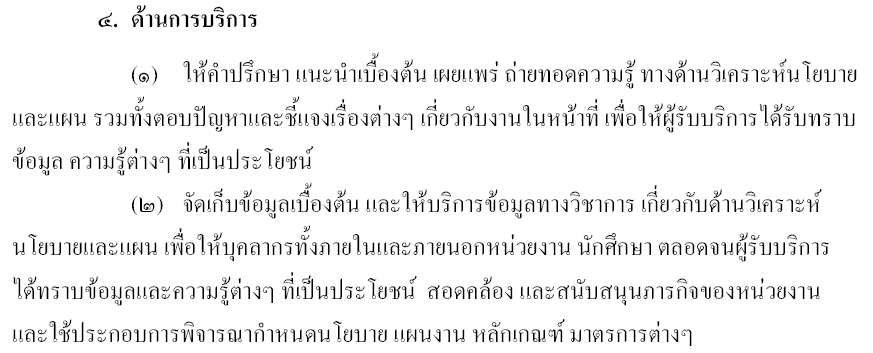 ๔. ด้านการบริการ
(๑) ให้คำปรึกษา แนะนำเบื้องต้น เผยแพร่ ถ่ายทอดความรู้ ทางด้านวิเคราะห์นโยบาย
และแผน รวมทั้งตอบปัญหาและชี้แจงเรื่องต่างๆ เกี่ยวกับงานในหน้าที่ เพื่อให้ผู้รับบริการได้รับทราบ
ข้อมูล ความรู้ต่างๆ ที่เป็นประโยชน์
(๒) จัดเก็บข้อมูลเบื้องต้น และให้บริการข้อมูลทางวิชาการ เกี่ยวกับด้านวิเคราะห์
นโยบายและแผน เพื่อให้บุคลากรทั้งภายในและภายนอกหน่วยงาน นักศึกษา ตลอดจนผู้รับบริการ
ได้ทราบข้อมูลและความรู้ต่างๆ ที่เป็นประโยชน์ สอดคล้อง และสนับสนุนภารกิจของหน่วยงาน
และใช้ประกอบการพิจารณากำหนดนโยบาย แผนงาน หลักเกณฑ์ มาตรการต่างๆ